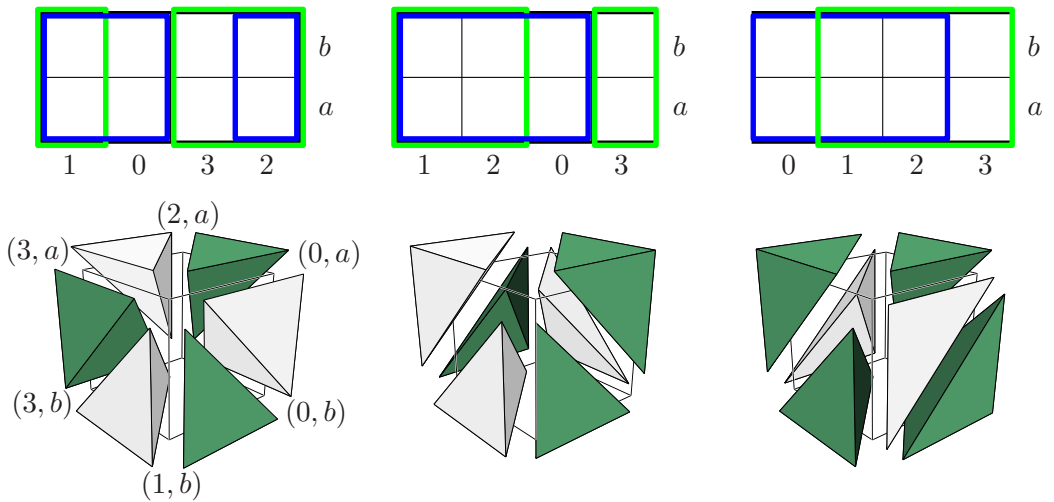 b b b
a a a
1 0 3 2 1 2 0 3 0 1 2 3
(2, a)
(3, a) (0, a)
(3, b) (0, b)
(1, b)